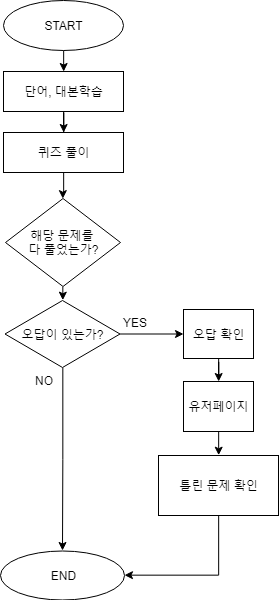 START
단어, 대본학습
퀴즈 풀이
해당 문제를
다 풀었는가?
오답이 있는가?
YES
오답 확인
NO
유저페이지
틀린 문제 확인
END